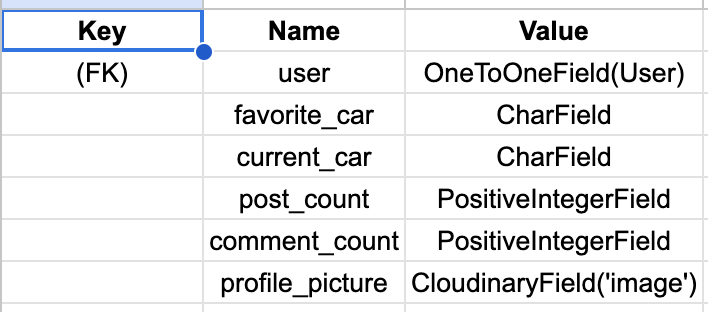 Key Name Value
(FK) user OneToOneField(User)
favorite_car CharField
current_car CharField
post_count PositiveIntegerField
comment_count PositiveIntegerField
profile_picture CloudinaryField('image')